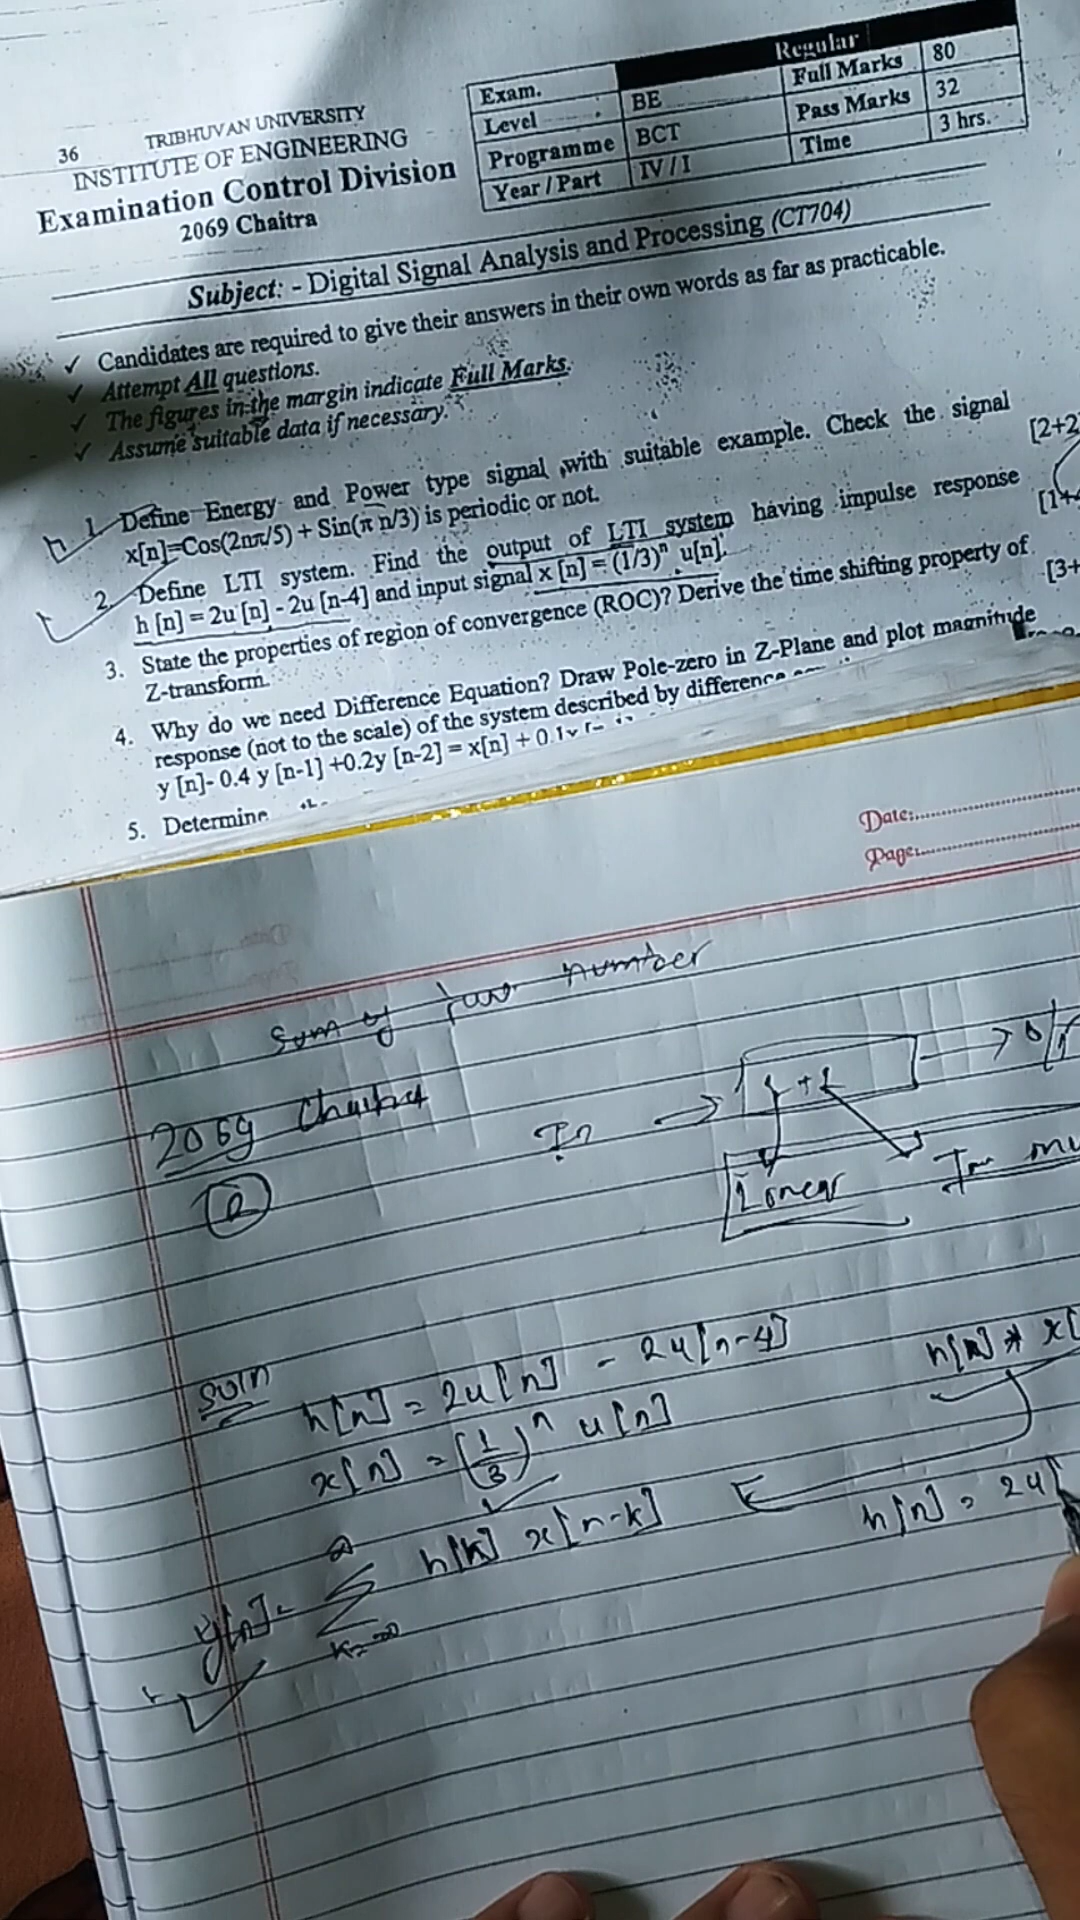 36
TRIBHUVAN UNIVERSITY
INSTITUTE OF ENGINEERING
Examination Control Division
2069 Chaitra
Exam. Regular
Level BE Full Marks 80
Programme BCT Pass Marks 32
Year / Part IV / I Time 3 hrs.
Subject: - Digital Signal Analysis and Processing (CT704)
✓ Candidates are required to give their answers in their own words as far as practicable.
✓ Attempt All questions.
✓ The figures in the margin indicate Full Marks.
✓ Assume suitable data if necessary.
1. Define Energy and Power type signal with suitable example. Check the signal [2+2
x[n]=Cos(2nπ/5) + Sin(π n/3) is periodic or not.
2. Define LTI system. Find the output of LTI system having impulse response [1+
h [n] = 2u [n] - 2u [n-4] and input signal x [n] = (1/3)ⁿ u[n].
3. State the properties of region of convergence (ROC)? Derive the time shifting property of [3+
Z-transform.
4. Why do we need Difference Equation? Draw Pole-zero in Z-Plane and plot magnitude
response (not to the scale) of the system described by difference
y [n]- 0.4 y [n-1] +0.2y [n-2] = x[n] + 0.1
5. Determine
Date:
Page:
Sum of number
2069
2
In → → O/
Linear
Soln
h[n] = 2u[n] - 2u[n-4]
x[n] = (1/3)ⁿ u[n]
h[n] * x[
y[n] = ∞ Σ k=-∞ h[k] x[n-k]
h[n] = 2u[